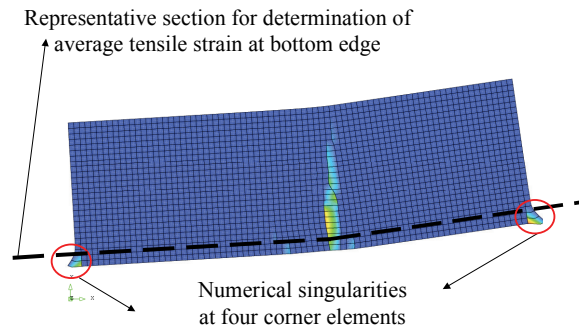 Representative section for determination of
average tensile strain at bottom edge
Numerical singularities
at four corner elements
z
x